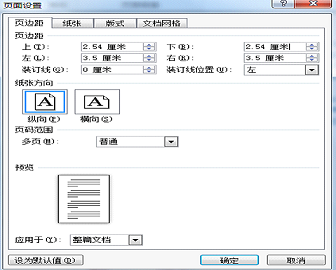 页面设置
页边距 纸张 版式 文档网格
页边距
上(T): 2.54 厘米 下(B): 2.54 厘米
左(L): 3.5 厘米 右(R): 3.5 厘米
装订线(G): 0 厘米 装订线位置(U): 左
纸张方向
纵向(P) 横向(S)
页码范围
多页(M): 普通
预览
应用于(Y): 整篇文档
设为默认值(D) 确定 取消